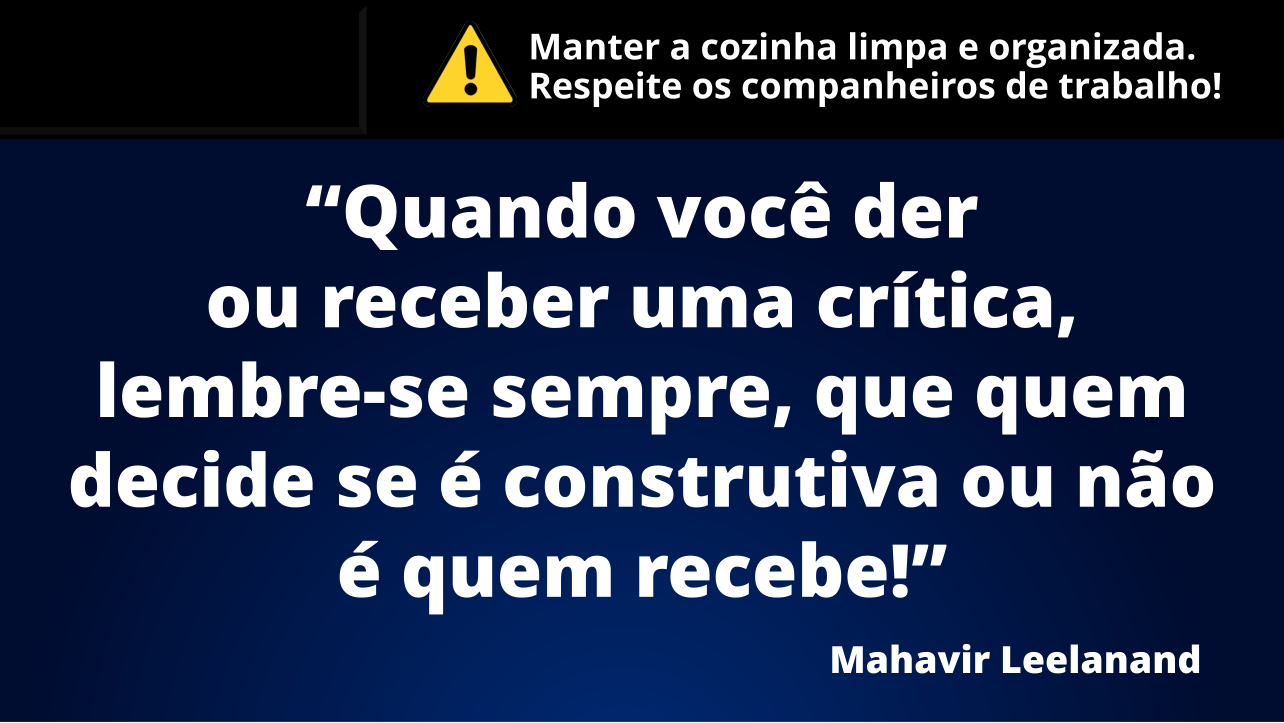 Manter a cozinha limpa e organizada.
Respeite os companheiros de trabalho!
“Quando você der
ou receber uma crítica,
lembre-se sempre, que quem
decide se é construtiva ou não
é quem recebe!”
Mahavir Leelanand